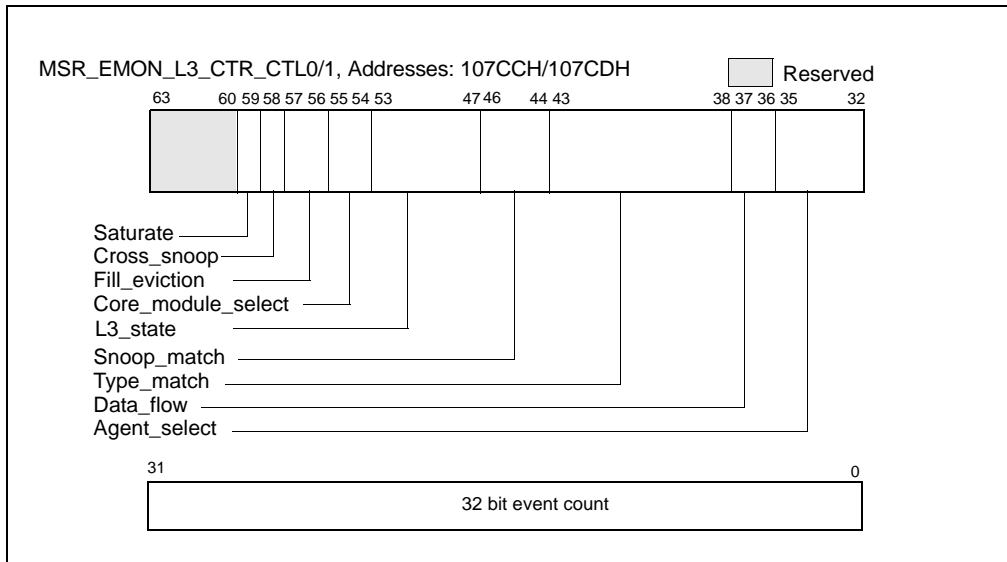 MSR_EMON_L3_CTR_CTL0/1, Addresses: 107CCH/107CDH
Reserved
63 60 59 58 57 56 55 54 53 47 46 44 43 38 37 36 35 32
Saturate
Cross_snoop
Fill_eviction
Core_module_select
L3_state
Snoop_match
Type_match
Data_flow
Agent_select
31 0
32 bit event count